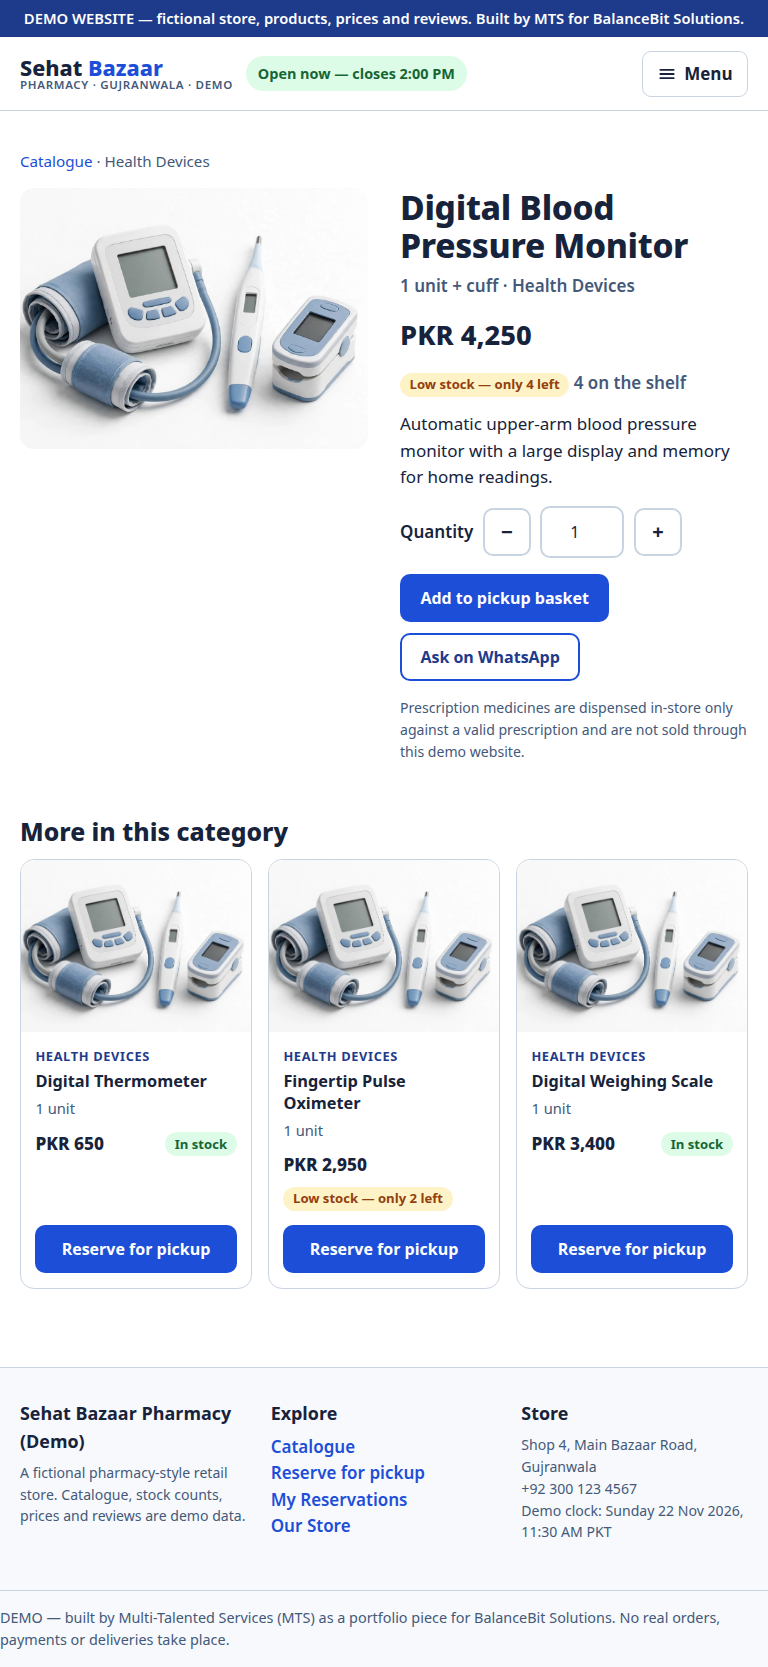 DEMO WEBSITE — fictional store, products, prices and reviews. Built by MTS for BalanceBit Solutions.
Sehat Bazaar
PHARMACY · GUJRANWALA · DEMO
Open now — closes 2:00 PM
Menu
Catalogue · Health Devices
Digital Blood
Pressure Monitor
1 unit + cuff · Health Devices
PKR 4,250
Low stock — only 4 left 4 on the shelf
Automatic upper-arm blood pressure
monitor with a large display and memory
for home readings.
Quantity − 1 +
Add to pickup basket
Ask on WhatsApp
Prescription medicines are dispensed in-store only
against a valid prescription and are not sold through
this demo website.
More in this category
HEALTH DEVICES
Digital Thermometer
1 unit
PKR 650 In stock
Reserve for pickup
HEALTH DEVICES
Fingertip Pulse
Oximeter
1 unit
PKR 2,950
Low stock — only 2 left
Reserve for pickup
HEALTH DEVICES
Digital Weighing Scale
1 unit
PKR 3,400 In stock
Reserve for pickup
Sehat Bazaar Pharmacy
(Demo)
A fictional pharmacy-style retail
store. Catalogue, stock counts,
prices and reviews are demo data.
Explore
Catalogue
Reserve for pickup
My Reservations
Our Store
Store
Shop 4, Main Bazaar Road,
Gujranwala
+92 300 123 4567
Demo clock: Sunday 22 Nov 2026,
11:30 AM PKT
DEMO — built by Multi-Talented Services (MTS) as a portfolio piece for BalanceBit Solutions. No real orders,
payments or deliveries take place.